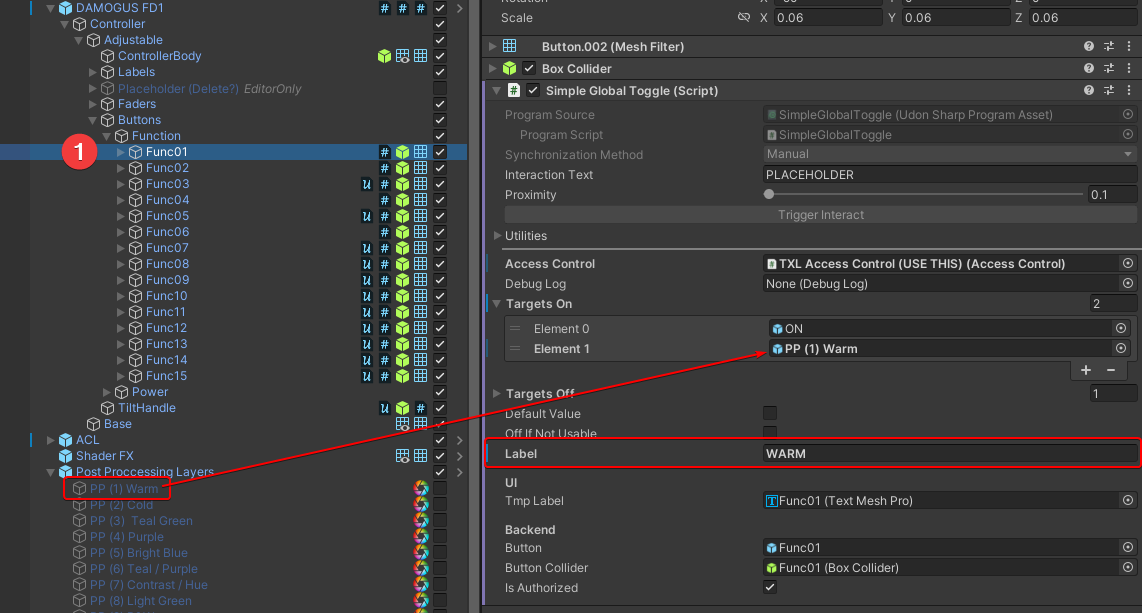 DAMOGUS FD1
Controller
Adjustable
ControllerBody
Labels
Placeholder (Delete?) EditorOnly
Faders
Buttons
Function
1
Func01
Func02
Func03
Func04
Func05
Func06
Func07
Func08
Func09
Func10
Func11
Func12
Func13
Func14
Func15
Power
TiltHandle
Base
ACL
Shader FX
Post Proccessing Layers
PP (1) Warm
PP (2) Cold
PP (3)  Teal Green
PP (4) Purple
PP (5) Bright Blue
PP (6) Teal / Purple
PP (7) Contrast / Hue
PP (8) Light Green
Scale X 0.06 Y 0.06 Z 0.06
Button.002 (Mesh Filter)
Box Collider
# Simple Global Toggle (Script)
Program Source SimpleGlobalToggle (Udon Sharp Program Asset)
Program Script SimpleGlobalToggle
Synchronization Method Manual
Interaction Text PLACEHOLDER
Proximity 0.1
Trigger Interact
Utilities
Access Control TXL Access Control (USE THIS) (Access Control)
Debug Log None (Debug Log)
Targets On 2
Element 0 ON
Element 1 PP (1) Warm
+ −
Targets Off 1
Default Value
Off If Not Usable
Label WARM
UI
Tmp Label Func01 (Text Mesh Pro)
Backend
Button Func01
Button Collider Func01 (Box Collider)
Is Authorized